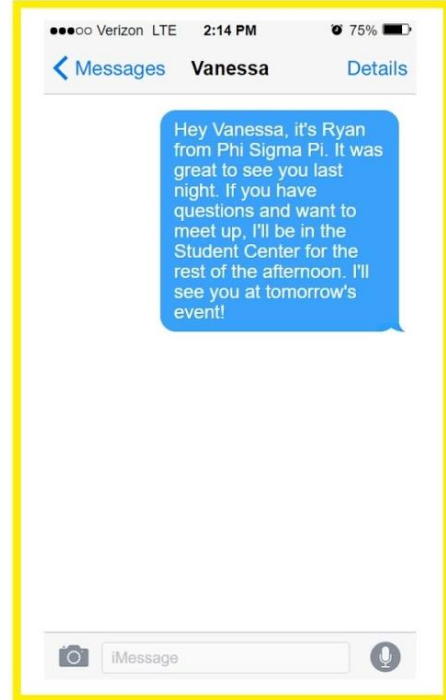 ●●●○○ Verizon LTE 2:14 PM 75%
Messages Vanessa Details
Hey Vanessa, it's Ryan
from Phi Sigma Pi. It was
great to see you last
night. If you have
questions and want to
meet up, I'll be in the
Student Center for the
rest of the afternoon. I'll
see you at tomorrow's
event!
iMessage